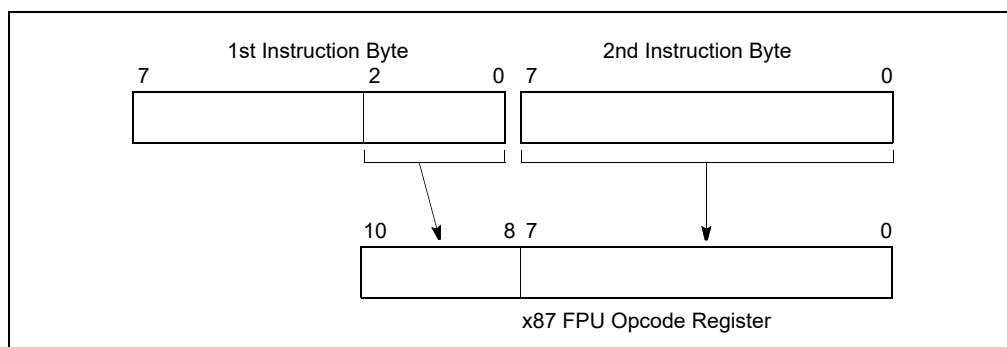 1st Instruction Byte 2nd Instruction Byte
7 2 0 7 0
10 8 7 0
x87 FPU Opcode Register